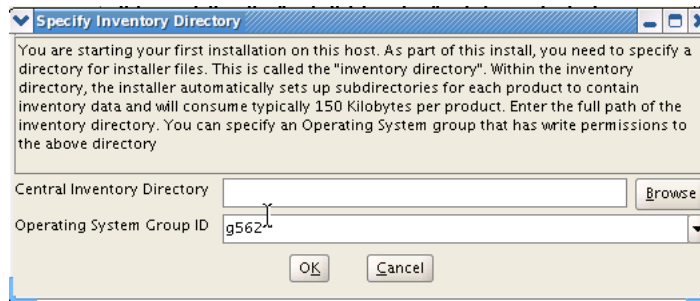 Specify Inventory Directory
You are starting your first installation on this host. As part of this install, you need to specify a
directory for installer files. This is called the "inventory directory". Within the inventory
directory, the installer automatically sets up subdirectories for each product to contain
inventory data and will consume typically 150 Kilobytes per product. Enter the full path of the
inventory directory. You can specify an Operating System group that has write permissions to
the above directory
Central Inventory Directory
Browse
Operating System Group ID
g562
OK
Cancel